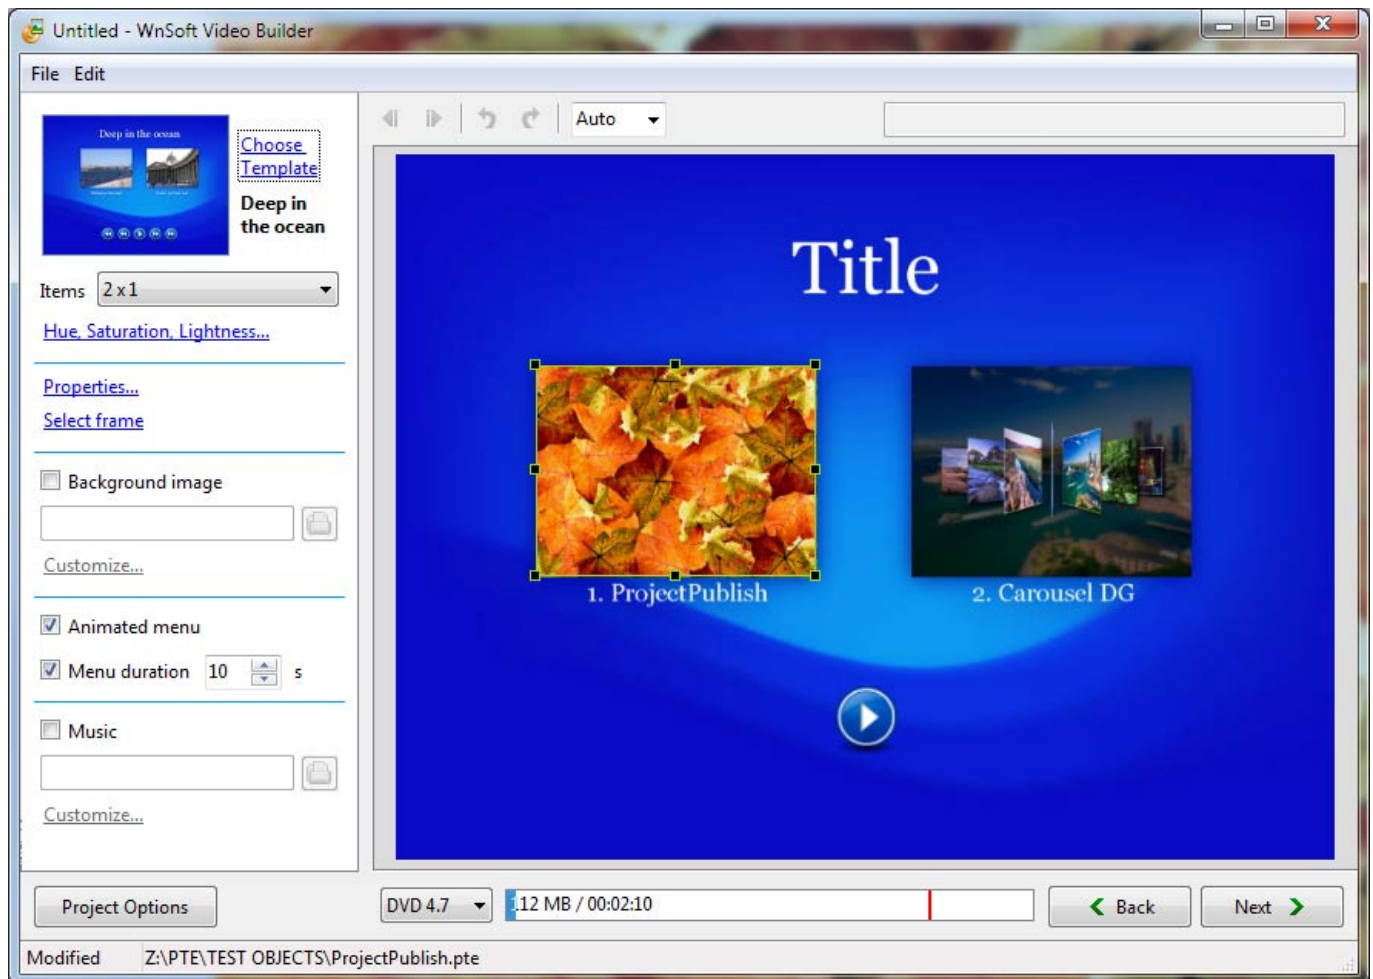 Untitled - WnSoft Video Builder
File Edit
Deep in the ocean
Choose
Template
Deep in
the ocean
Items 2 x 1
Hue, Saturation, Lightness...
Properties...
Select frame
Background image
Customize...
Animated menu
Menu duration 10 s
Music
Customize...
Auto
Title
1. ProjectPublish
2. Carousel DG
Project Options
DVD 4.7
112 MB / 00:02:10
Back
Next
Modified Z:\PTE\TEST OBJECTS\ProjectPublish.pte